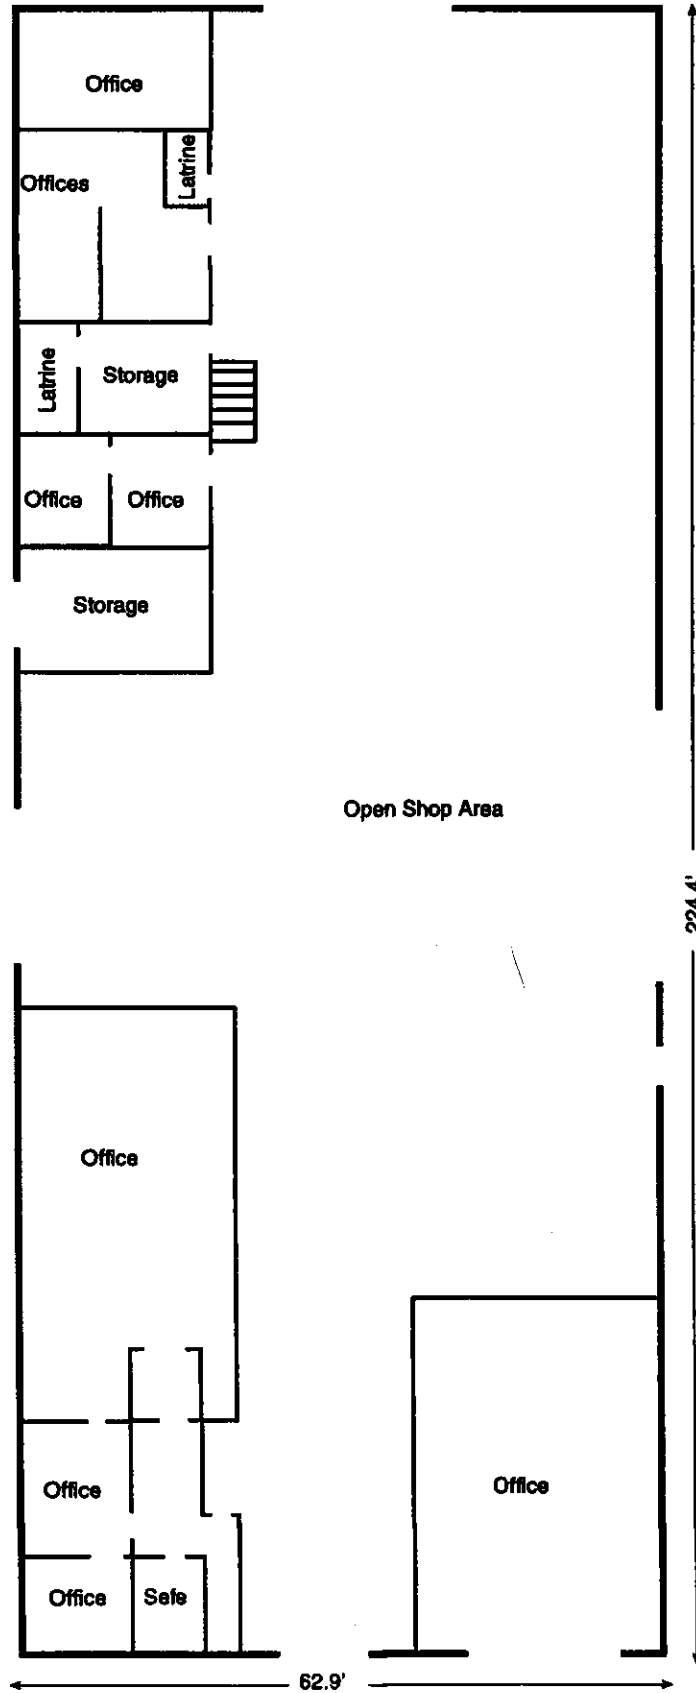 Office
Latrine
Offices
Latrine
Storage
Office
Office
Storage
Open Shop Area
224.4'
Office
Office
Office
Office
Safe
62.9'